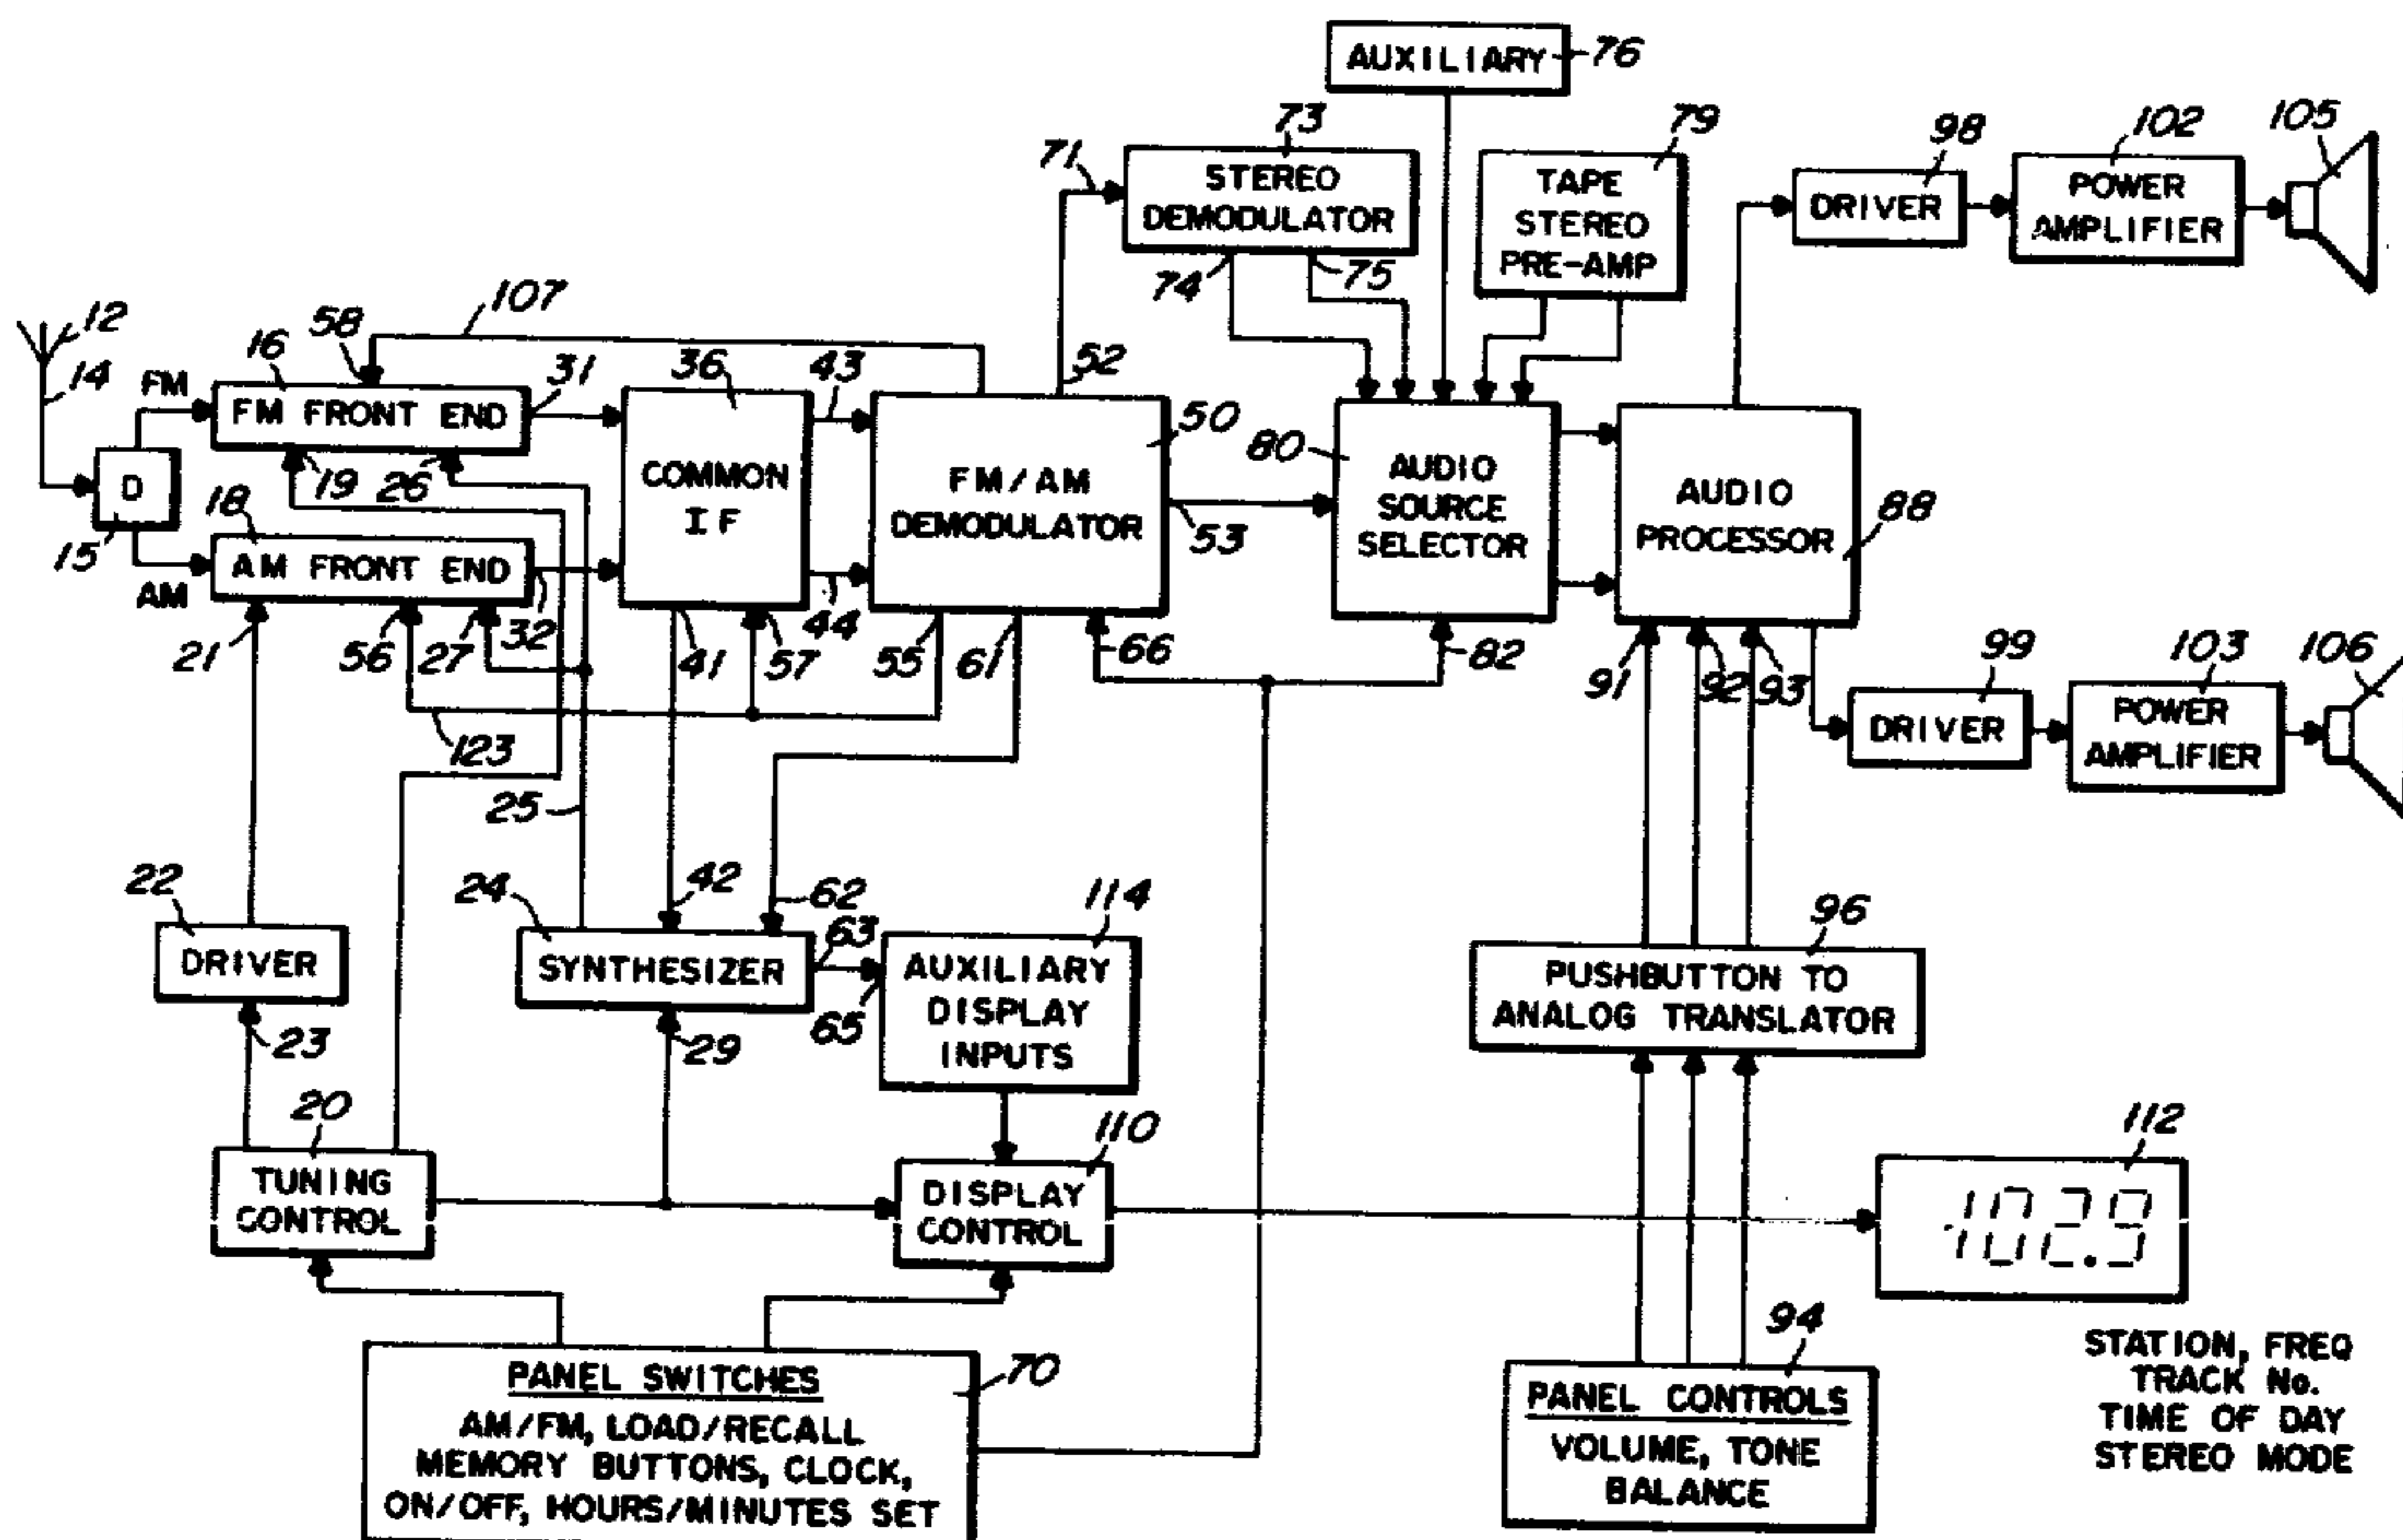 AUXILIARY
76
73
79
98
102
105
71
STEREO
DEMODULATOR
TAPE
STEREO
PRE-AMP
DRIVER
POWER
AMPLIFIER
74
75
107
12
58
16
31
36
43
52
14
FM
FM FRONT END
COMMON
IF
50
FM/AM
DEMODULATOR
80
AUDIO
SOURCE
SELECTOR
AUDIO
PROCESSOR
88
D
15
19
26
18
53
AM
AM FRONT END
21
56
27
32
41
57
44
55
61
66
82
91
92
93
99
103
106
DRIVER
POWER
AMPLIFIER
123
25
22
24
42
62
63
114
96
DRIVER
SYNTHESIZER
AUXILIARY
DISPLAY
INPUTS
65
PUSHBUTTON TO
ANALOG TRANSLATOR
23
29
20
110
112
TUNING
CONTROL
DISPLAY
CONTROL
102.9
94
PANEL SWITCHES
70
AM/FM, LOAD/RECALL
MEMORY BUTTONS, CLOCK,
ON/OFF, HOURS/MINUTES SET
PANEL CONTROLS
VOLUME, TONE
BALANCE
STATION, FREQ
TRACK No.
TIME OF DAY
STEREO MODE